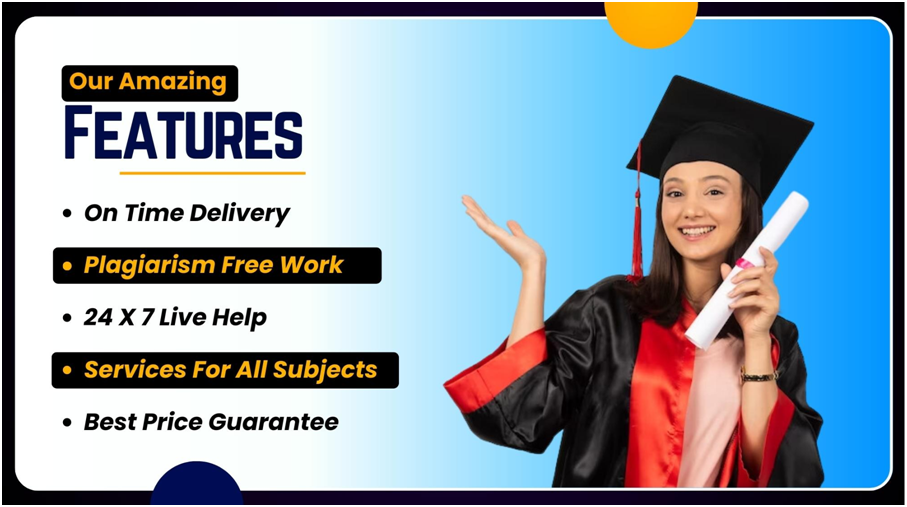 Our Amazing
FEATURES
• On Time Delivery
• Plagiarism Free Work
• 24 X 7 Live Help
• Services For All Subjects
• Best Price Guarantee